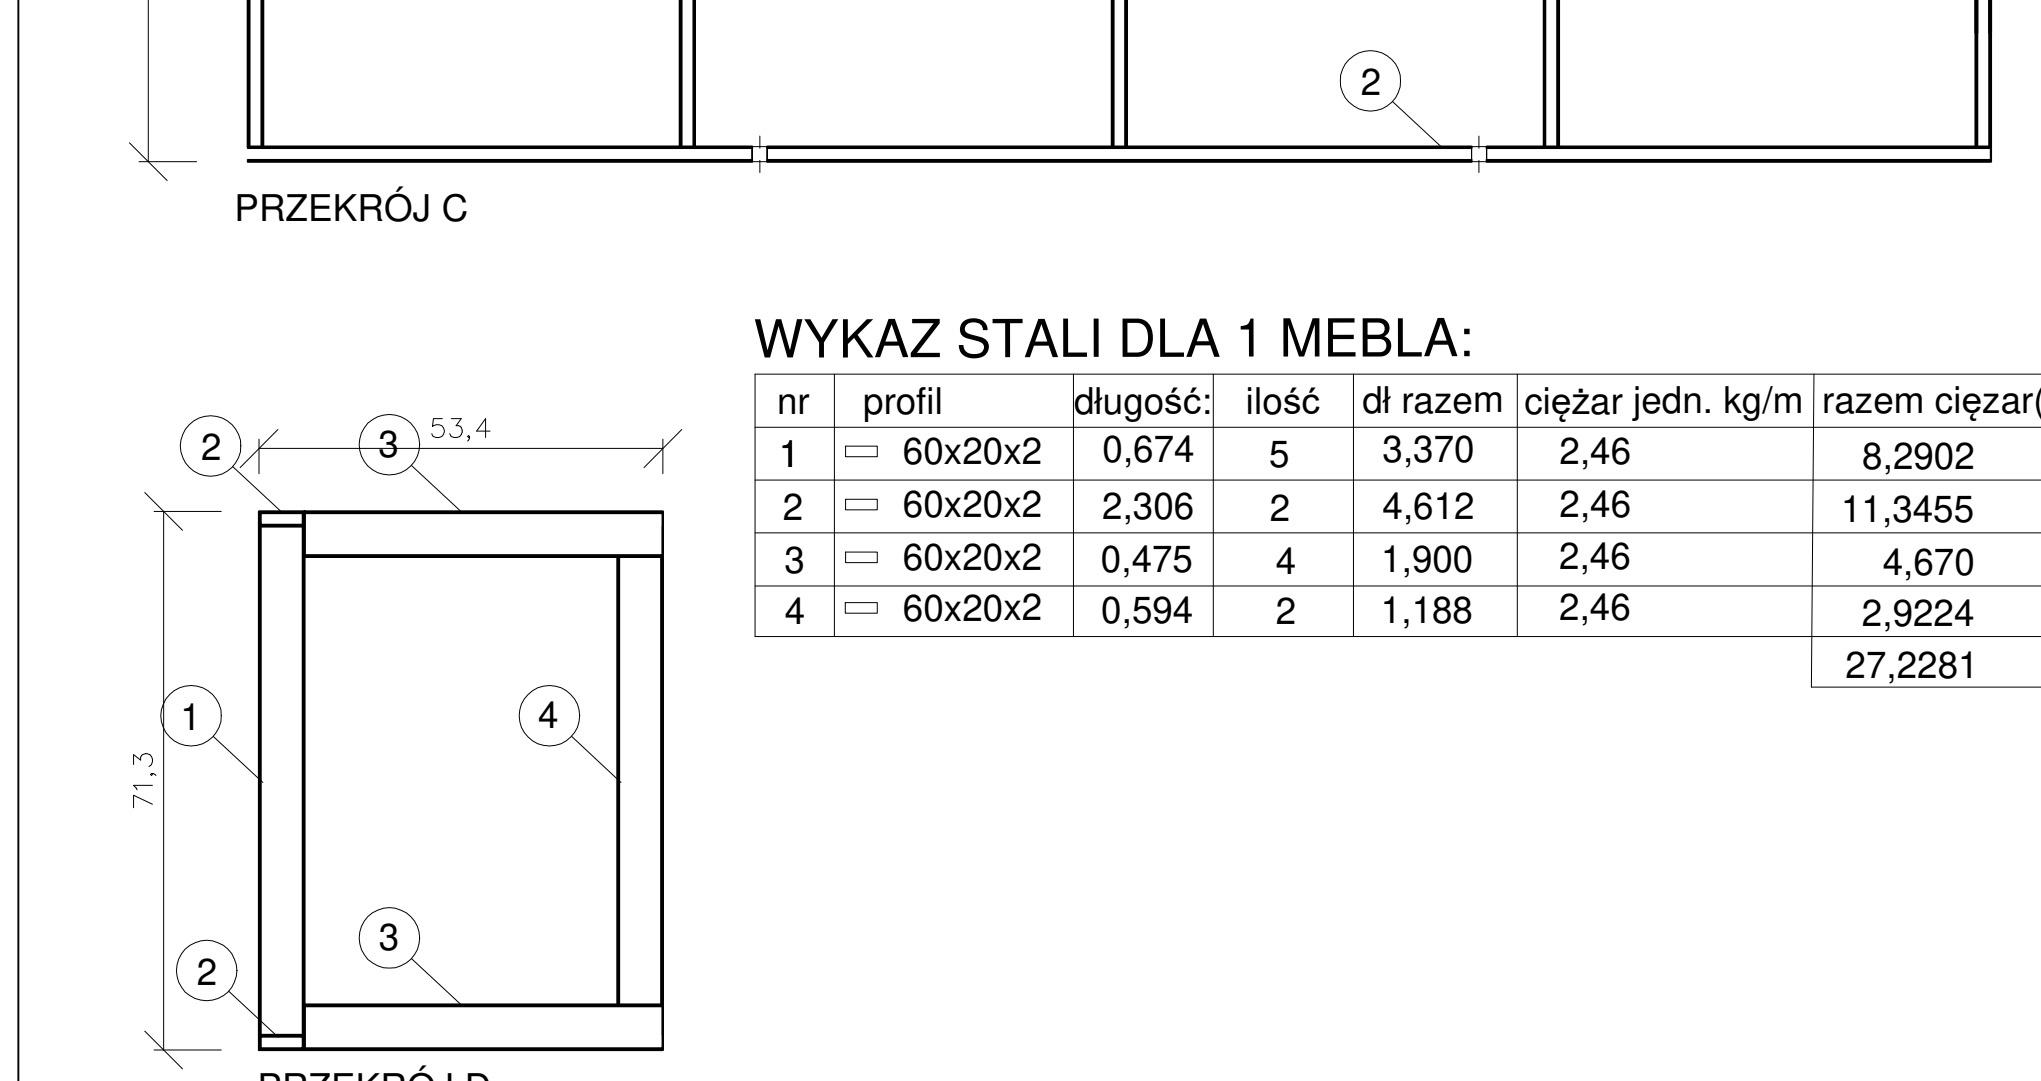 2
PRZEKRÓJ C
WYKAZ STALI DLA 1 MEBLA:
nr profil długość: ilość dł razem ciężar jedn. kg/m razem cięzar(
1 60x20x2 0,674 5 3,370 2,46 8,2902
2 60x20x2 2,306 2 4,612 2,46 11,3455
3 60x20x2 0,475 4 1,900 2,46 4,670
4 60x20x2 0,594 2 1,188 2,46 2,9224
27,2281
2 3 53,4
1 4
71,3
3
2
PRZEKRÓJ D